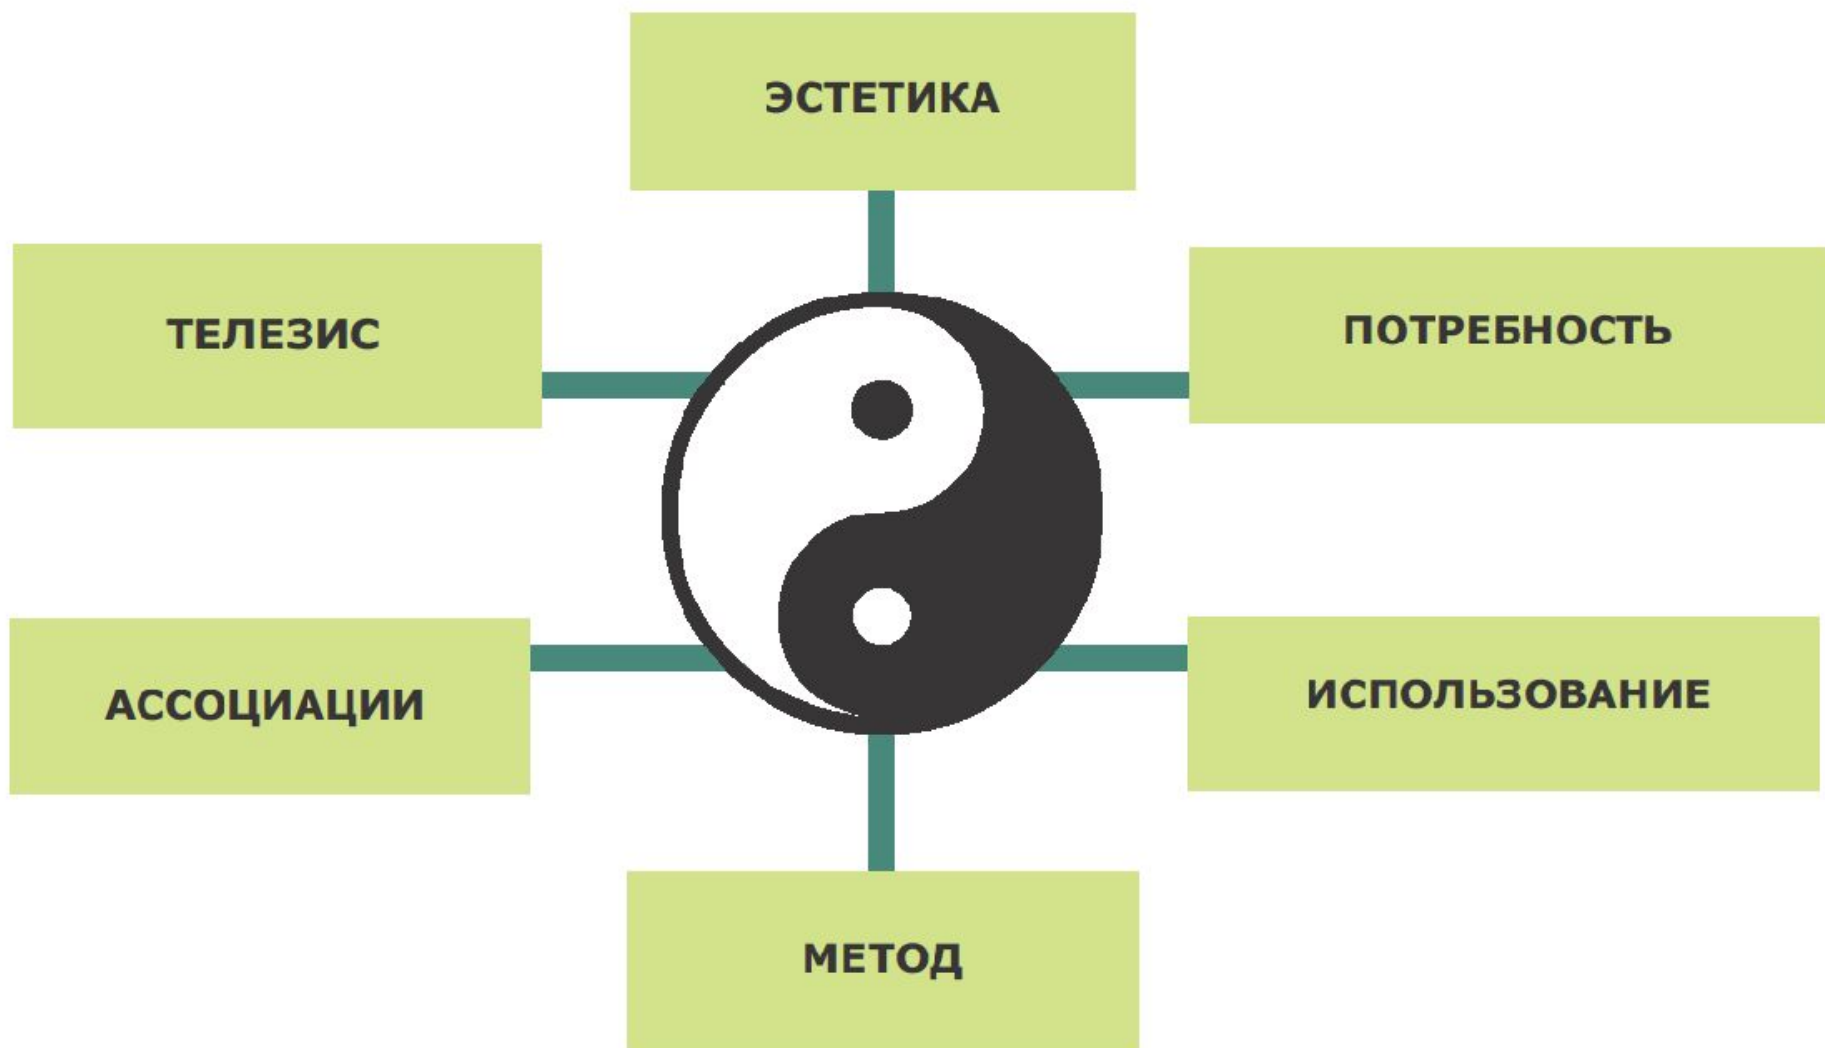 ЭСТЕТИКА
ТЕЛЕЗИС
ПОТРЕБНОСТЬ
АССОЦИАЦИИ
ИСПОЛЬЗОВАНИЕ
МЕТОД